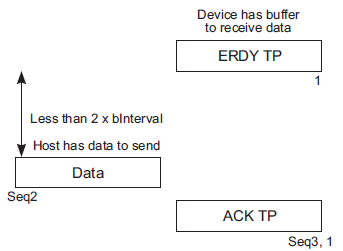 Device has buffer
to receive data
ERDY TP
1
Less than 2 x bInterval
Host has data to send
Data
Seq2
ACK TP
Seq3, 1